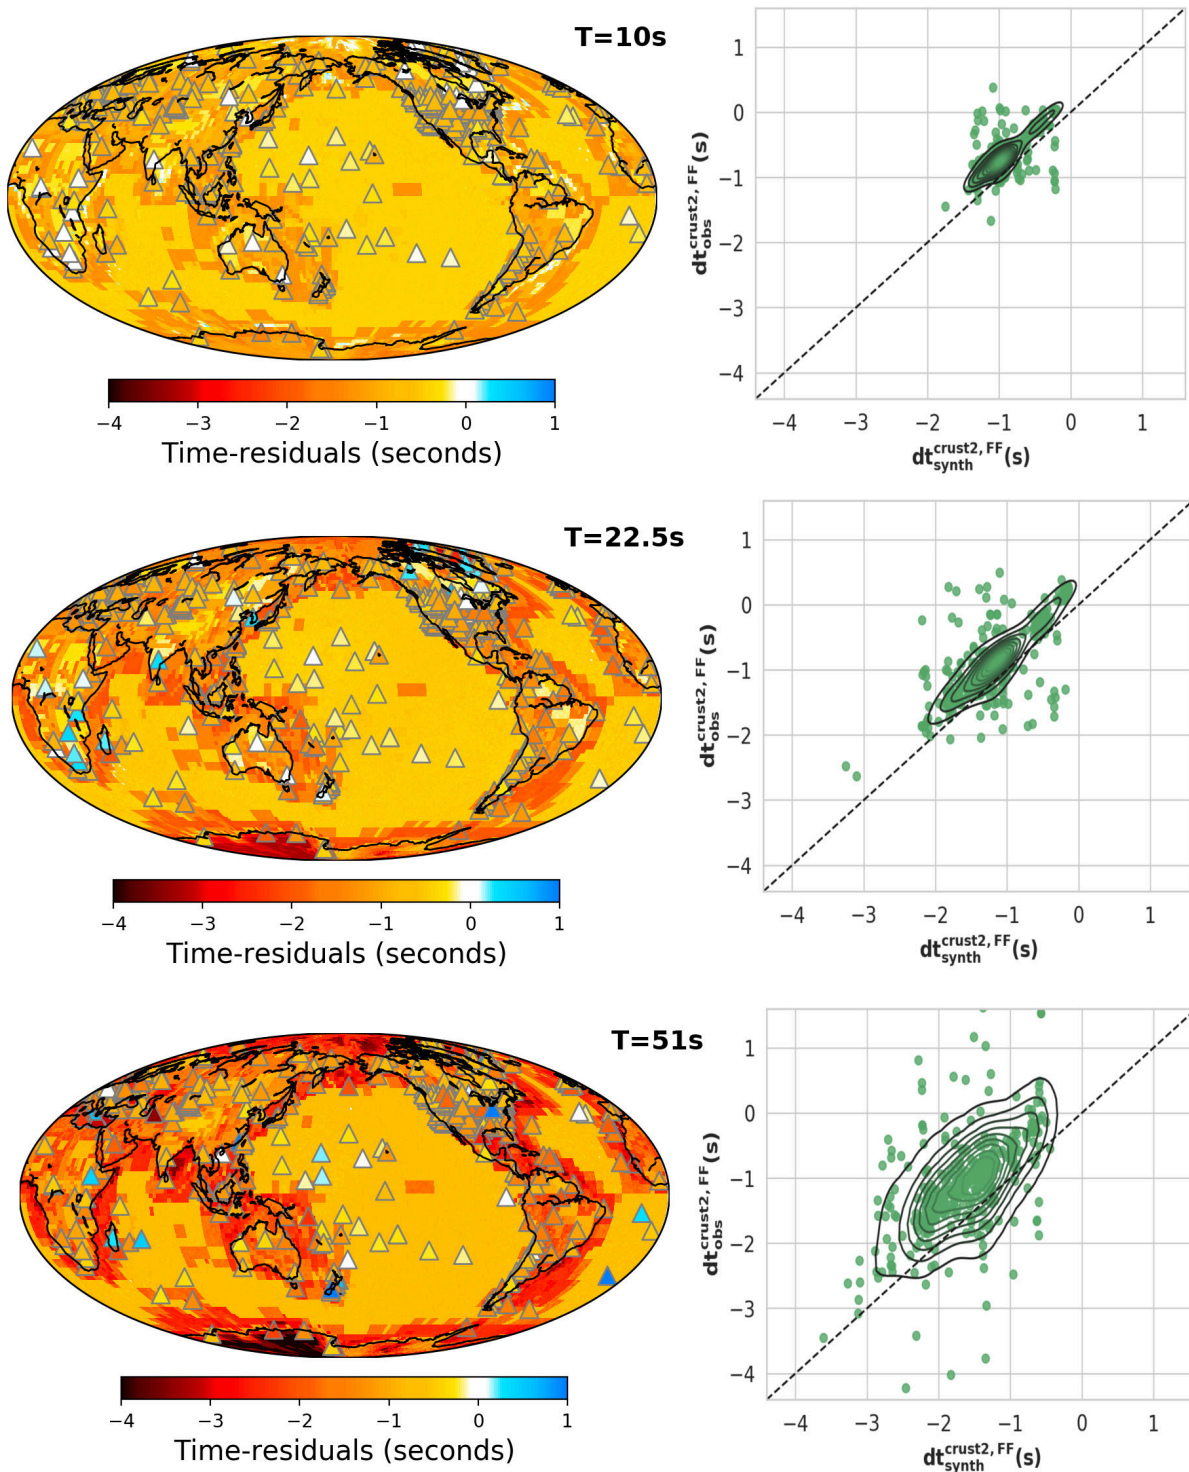 T=10s
−4 −3 −2 −1 0 1
Time-residuals (seconds)
1
0
−1
−2
−3
−4
dt_obs^crust2, FF(s)
−4 −3 −2 −1 0 1
dt_synth^crust2, FF(s)
T=22.5s
−4 −3 −2 −1 0 1
Time-residuals (seconds)
1
0
−1
−2
−3
−4
dt_obs^crust2, FF(s)
−4 −3 −2 −1 0 1
dt_synth^crust2, FF(s)
T=51s
−4 −3 −2 −1 0 1
Time-residuals (seconds)
1
0
−1
−2
−3
−4
dt_obs^crust2, FF(s)
−4 −3 −2 −1 0 1
dt_synth^crust2, FF(s)